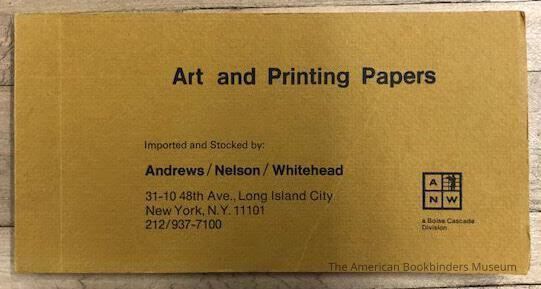 Art and Printing Papers
Imported and Stocked by:
Andrews/Nelson/Whitehead
31-10 48th Ave., Long Island City
New York, N.Y. 11101
212/937-7100
A
N W
a Boise Cascade
Division
The American Bookbinders Museum